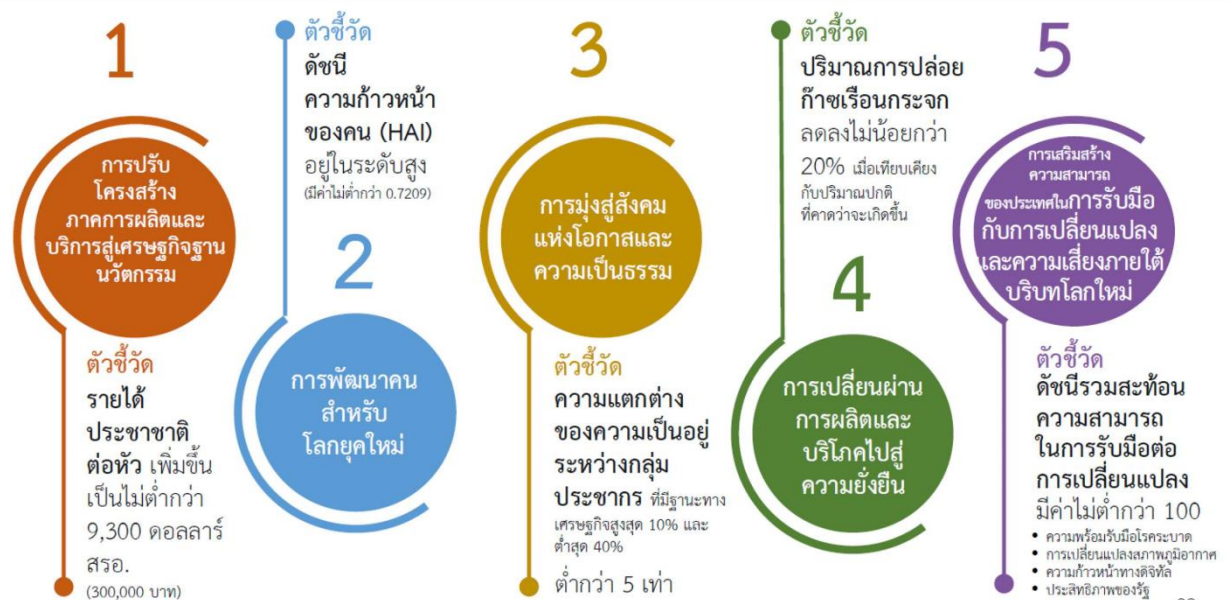 1
การปรับ
โครงสร้าง
ภาคการผลิตและ
บริการสู่เศรษฐกิจฐาน
นวัตกรรม
ตัวชี้วัด
รายได้
ประชาชาติ
ต่อหัว เพิ่มขึ้น
เป็นไม่ต่ำกว่า
9,300 ดอลลาร์
สรอ.
(300,000 บาท)
ตัวชี้วัด
ดัชนี
ความก้าวหน้า
ของคน (HAI)
อยู่ในระดับสูง
(มีค่าไม่ต่ำกว่า 0.7209)
2
การพัฒนาคน
สำหรับ
โลกยุคใหม่
3
การมุ่งสู่สังคม
แห่งโอกาสและ
ความเป็นธรรม
ตัวชี้วัด
ความแตกต่าง
ของความเป็นอยู่
ระหว่างกลุ่ม
ประชากร ที่มีฐานะทาง
เศรษฐกิจสูงสุด 10% และ
ต่ำสุด 40%
ต่ำกว่า 5 เท่า
ตัวชี้วัด
ปริมาณการปล่อย
ก๊าซเรือนกระจก
ลดลงไม่น้อยกว่า
20% เมื่อเทียบเคียง
กับปริมาณปกติ
ที่คาดว่าจะเกิดขึ้น
4
การเปลี่ยนผ่าน
การผลิตและ
บริโภคไปสู่
ความยั่งยืน
5
การเสริมสร้าง
ความสามารถ
ของประเทศในการรับมือ
กับการเปลี่ยนแปลง
และความเสี่ยงภายใต้
บริบทโลกใหม่
ตัวชี้วัด
ดัชนีรวมสะท้อน
ความสามารถ
ในการรับมือต่อ
การเปลี่ยนแปลง
มีค่าไม่ต่ำกว่า 100
• ความพร้อมรับมือโรคระบาด
• การเปลี่ยนแปลงสภาพภูมิอากาศ
• ความก้าวหน้าทางดิจิทัล
• ประสิทธิภาพของรัฐ